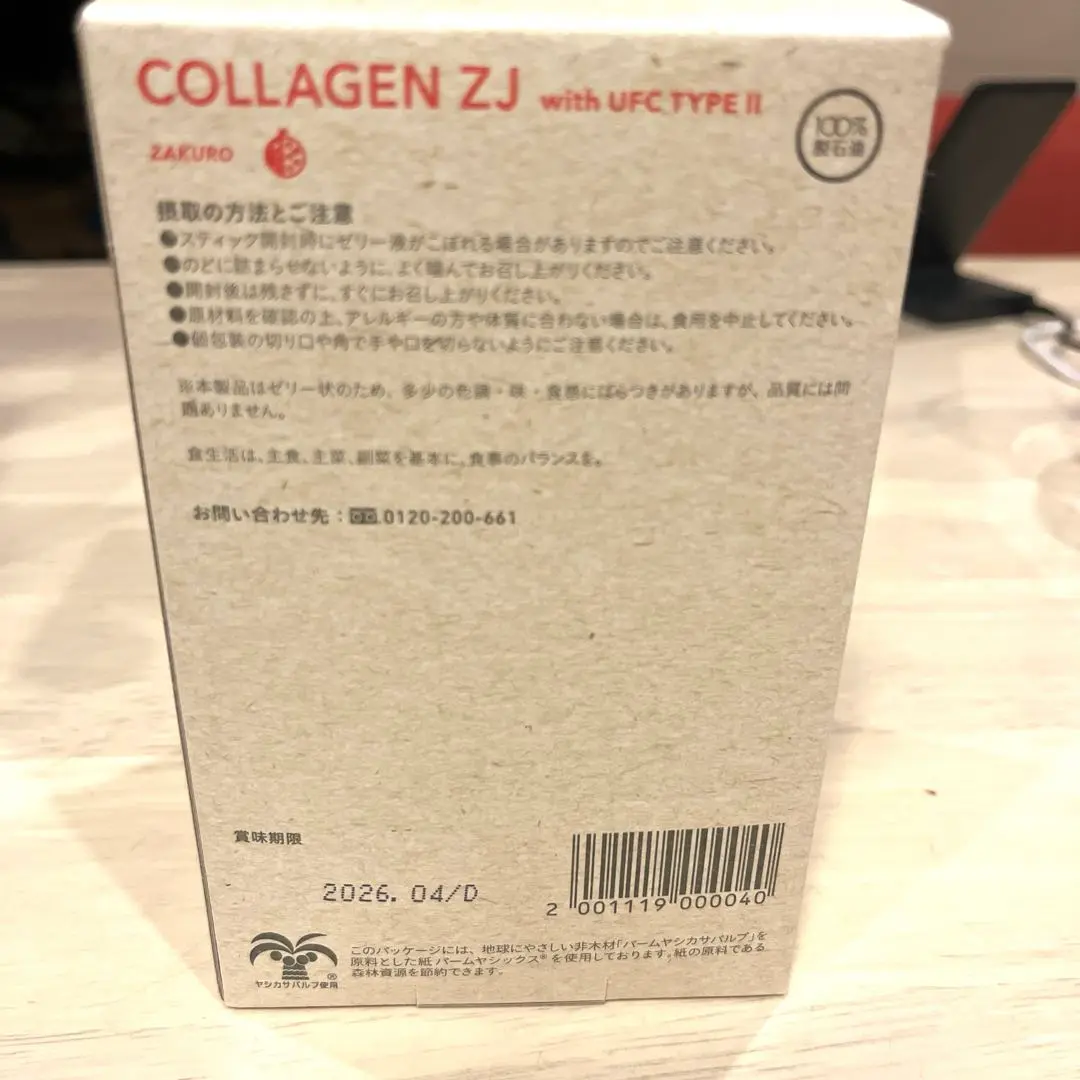 COLLAGEN ZJ with UFC TYPE II
100%
脱石油
ZAKURO
摂取の方法とご注意
●スティック開封時にゼリー液がこぼれる場合がありますのでご注意ください。
●のどに詰まらせないように、よく噛んでお召し上がりください。
●開封後は残さずに、すぐにお召し上がりください。
●原材料を確認の上、アレルギーの方や体質に合わない場合は、食用を中止してください。
●個包装の切り口や角で手や口を切らないようにご注意ください。
※本製品はゼリー状のため、多少の色調・味・食感にばらつきがありますが、品質には問
題ありません。
食生活は、主食、主菜、副菜を基本に、食事のバランスを。
お問い合わせ先：0120-200-661
賞味期限
2026. 04/D
2 001119 000040
このパッケージには、地球にやさしい非木材「パームヤシカサパルプ」を
原料とした紙 パームヤシックス® を使用しております。紙の原料である
森林資源を節約できます。
®
ヤシカサパルプ使用